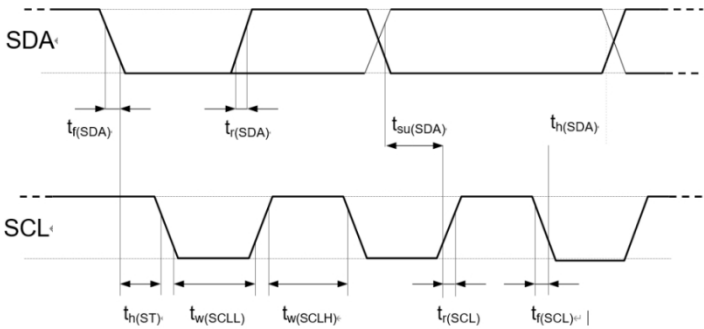 SDA
tf(SDA) tr(SDA) tsu(SDA) th(SDA)
SCL
th(ST) tw(SCLL) tw(SCLH) tr(SCL) tf(SCL)